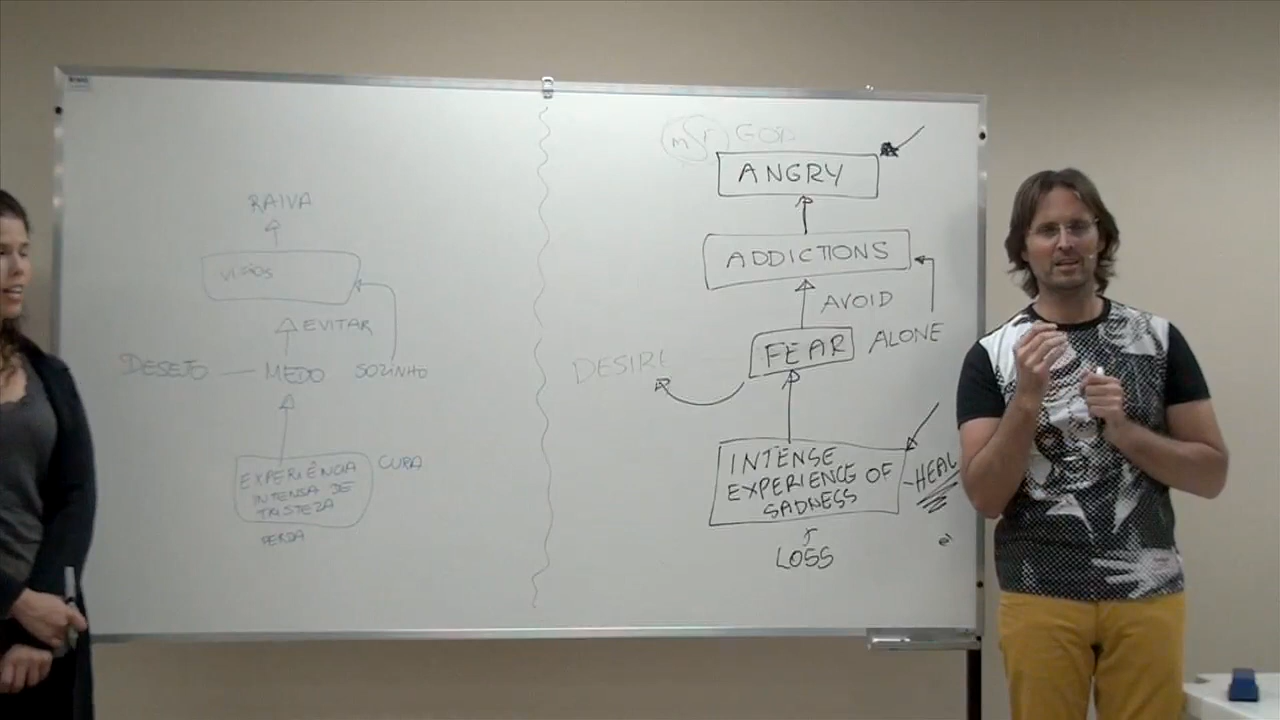 RAIVA
VICIOS
EVITAR
DESEJO — MEDO SOZINHO
EXPERIÊNCIA
INTENSA DE
TRISTEZA
CURA
PERDA
GOD
ANGRY
ADDICTIONS
AVOID
FEAR
ALONE
DESIRE
INTENSE
EXPERIENCE OF
SADNESS
-HEAL
LOSS